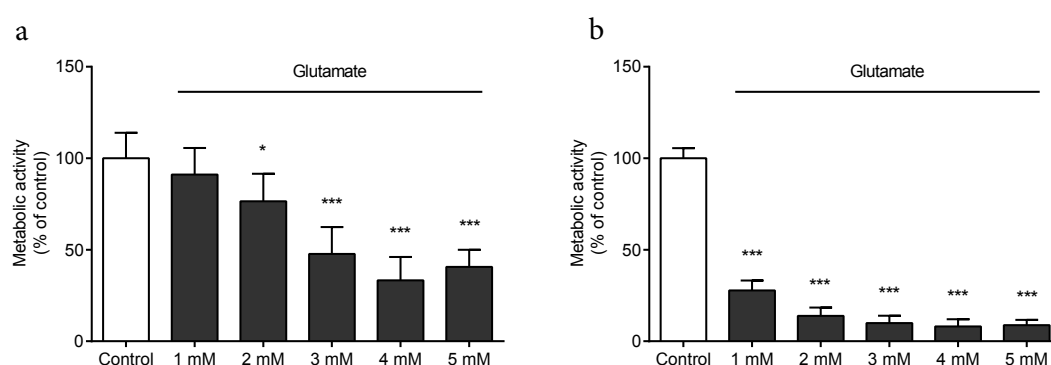 a
150
100
50
0
Metabolic activity
(% of control)
Glutamate
*
***
***
***
Control 1 mM 2 mM 3 mM 4 mM 5 mM
b
150
100
50
0
Metabolic activity
(% of control)
Glutamate
***
***
***
***
***
Control 1 mM 2 mM 3 mM 4 mM 5 mM